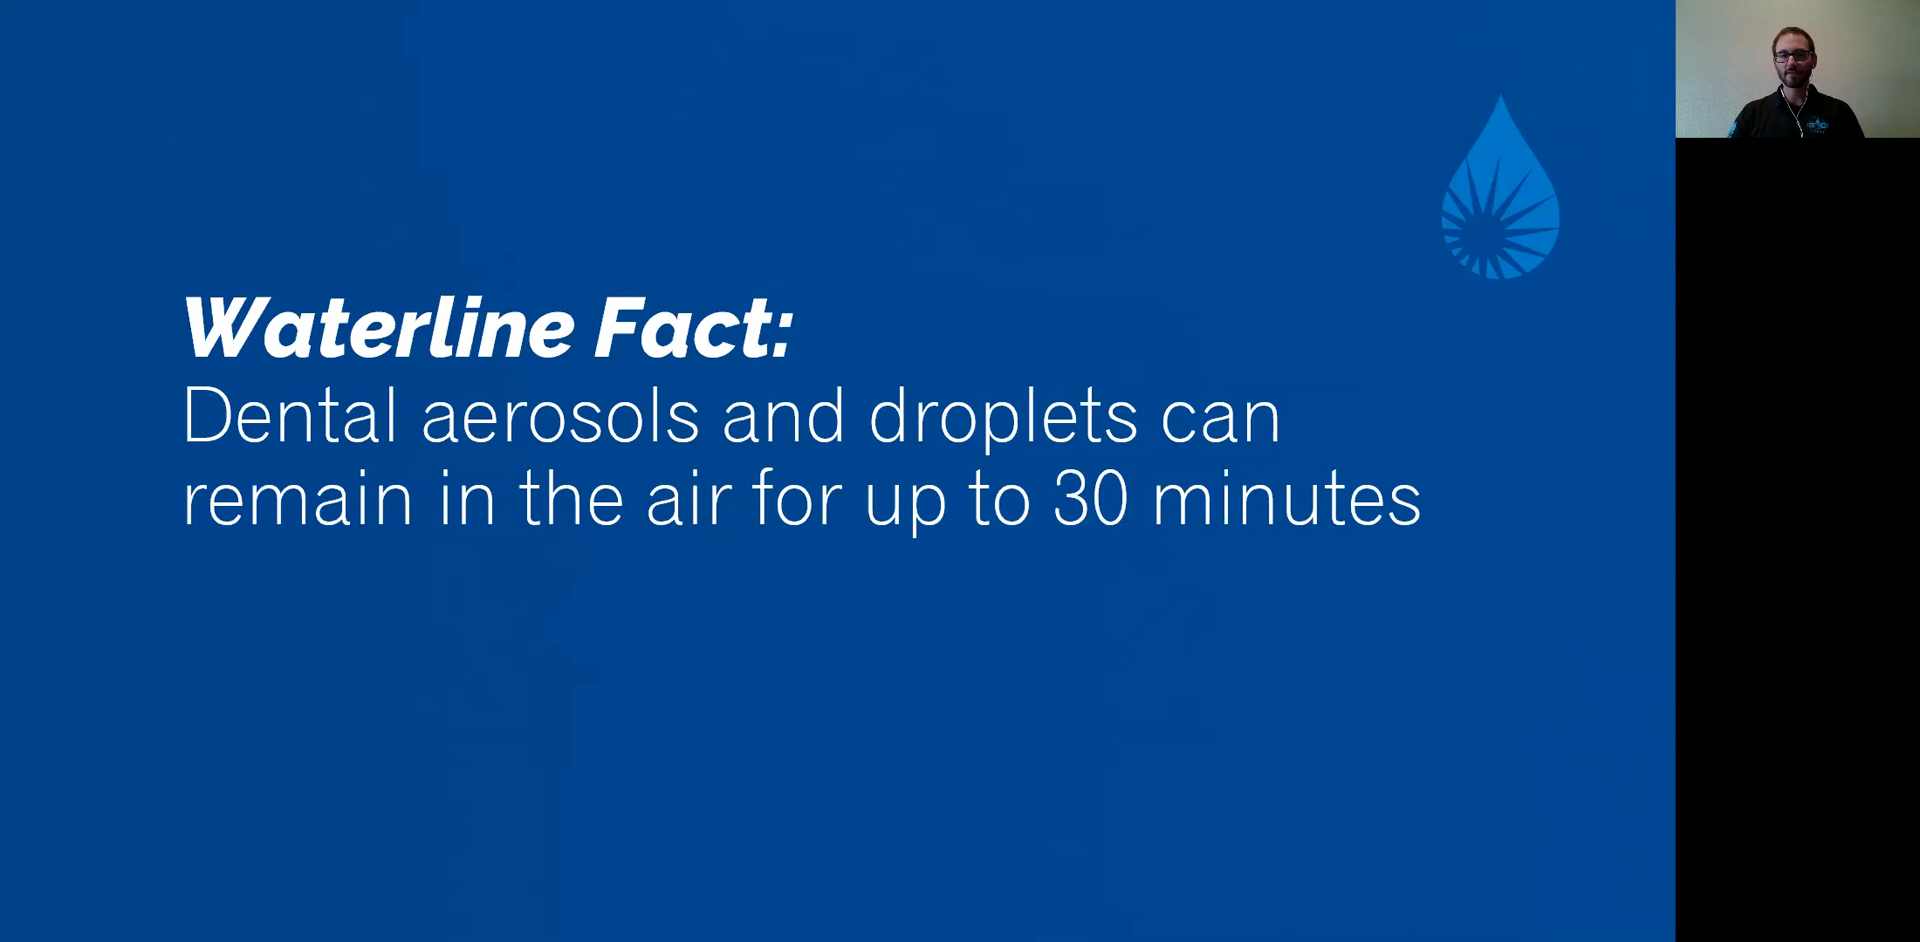 Waterline Fact:
Dental aerosols and droplets can
remain in the air for up to 30 minutes